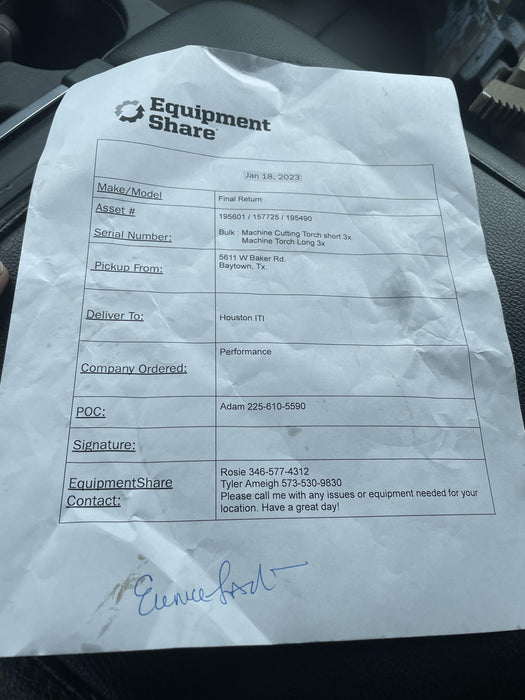 Equipment
Share
Jan 18, 2023
Make/Model
Final Return
Asset #
195601 / 157725 / 195490
Serial Number:
Bulk : Machine Cutting Torch short 3x
Machine Torch Long 3x
Pickup From:
5611 W Baker Rd.
Baytown, Tx.
Deliver To:
Houston ITI
Company Ordered:
Performance
POC:
Adam 225-610-5590
Signature:
EquipmentShare
Contact:
Rosie 346-577-4312
Tyler Ameigh 573-530-9830
Please call me with any issues or equipment needed for your
location. Have a great day!